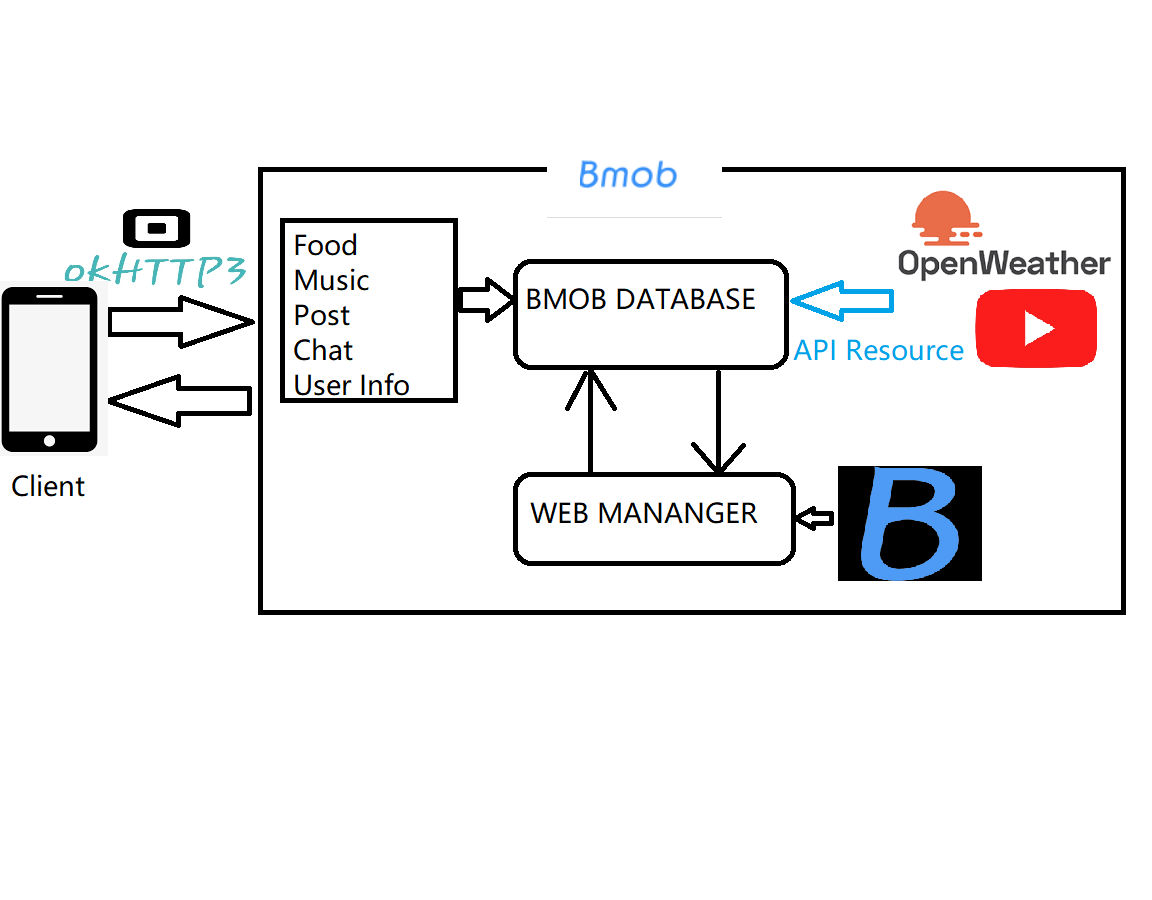 Bmob
okHTTP3
OpenWeather
Food
Music
Post
Chat
User Info
BMOB DATABASE
API Resource
Client
WEB MANANGER
B